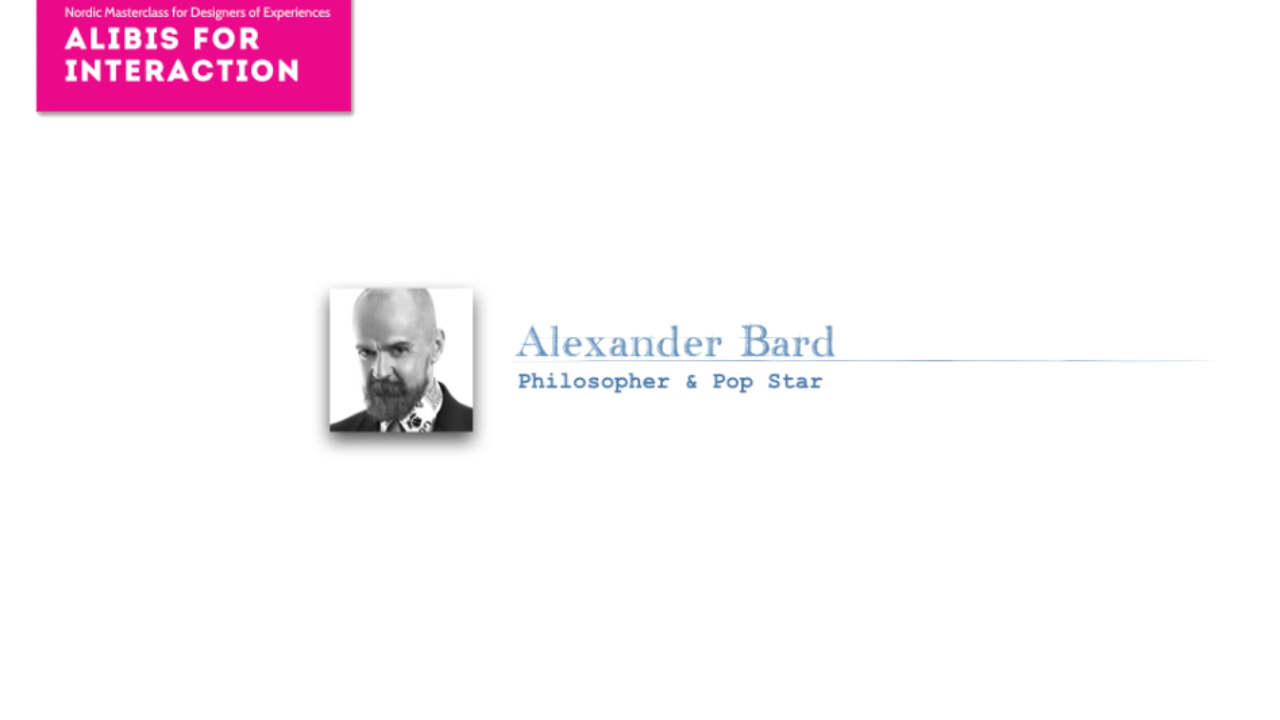 Nordic Masterclass for Designers of Experiences
ALIBIS FOR
INTERACTION
Alexander Bard
Philosopher & Pop Star